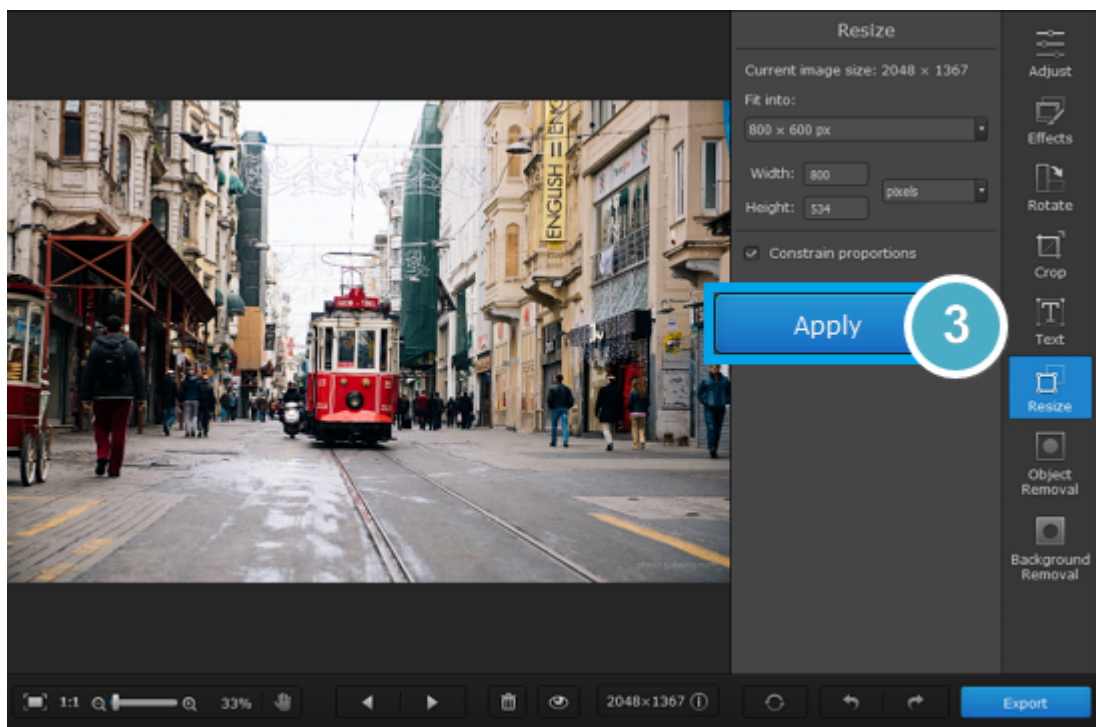 Resize
Current image size: 2048 × 1367
Fit into:
800 × 600 px
Width: 800
pixels
Height: 534
Constrain proportions
Apply
3
Adjust
Effects
Rotate
Crop
Text
Resize
Object
Removal
Background
Removal
ENGLISH
TÜNEL
1:1
33%
2048×1367
Export